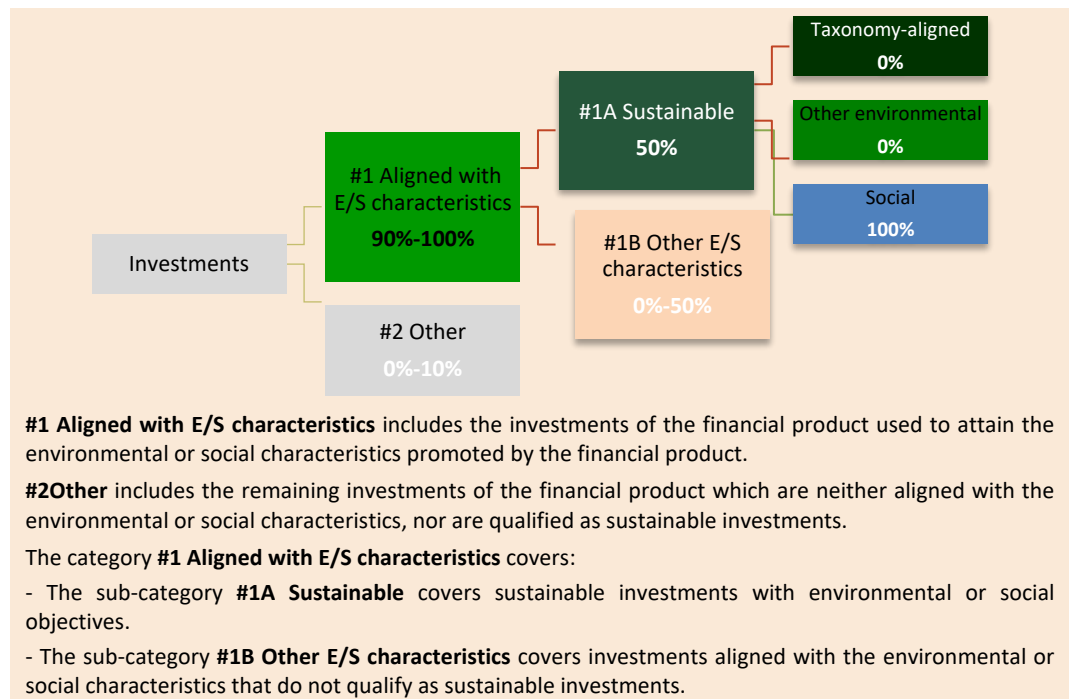 Taxonomy-aligned
0%
#1A Sustainable
50%
Other environmental
0%
#1 Aligned with
E/S characteristics
90%-100%
Social
100%
#1B Other E/S
characteristics
0%-50%
Investments
#2 Other
0%-10%
#1 Aligned with E/S characteristics includes the investments of the financial product used to attain the
environmental or social characteristics promoted by the financial product.
#2Other includes the remaining investments of the financial product which are neither aligned with the
environmental or social characteristics, nor are qualified as sustainable investments.
The category #1 Aligned with E/S characteristics covers:
- The sub-category #1A Sustainable covers sustainable investments with environmental or social
objectives.
- The sub-category #1B Other E/S characteristics covers investments aligned with the environmental or
social characteristics that do not qualify as sustainable investments.